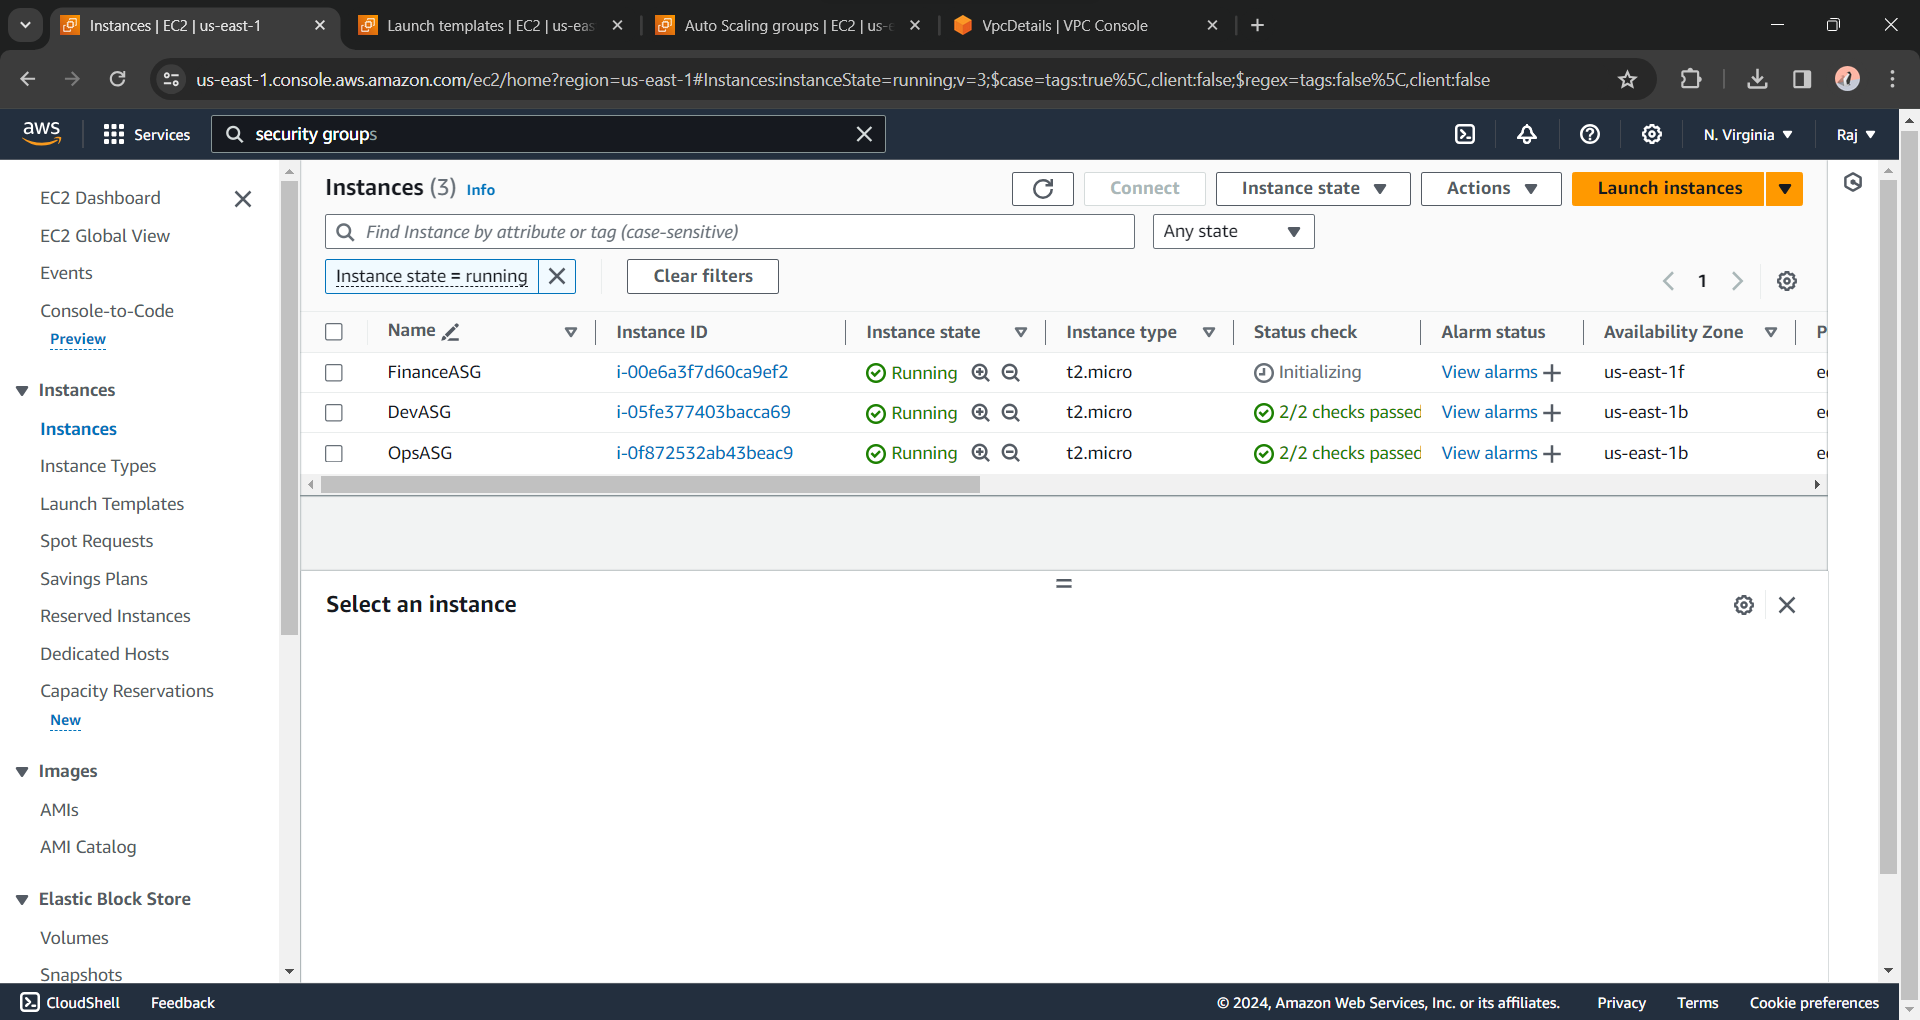 Instances | EC2 | us-east-1
Launch templates | EC2 | us-eas
Auto Scaling groups | EC2 | us-e
VpcDetails | VPC Console
us-east-1.console.aws.amazon.com/ec2/home?region=us-east-1#Instances:instanceState=running;v=3;$case=tags:true%5C,client:false;$regex=tags:false%5C,client:false
aws
Services
security groups
N. Virginia
Raj
EC2 Dashboard
EC2 Global View
Events
Console-to-Code
Preview
Instances
Instances
Instance Types
Launch Templates
Spot Requests
Savings Plans
Reserved Instances
Dedicated Hosts
Capacity Reservations
New
Images
AMIs
AMI Catalog
Elastic Block Store
Volumes
Snapshots
Instances (3) Info
Connect
Instance state
Actions
Launch instances
Find Instance by attribute or tag (case-sensitive)
Any state
Instance state = running
Clear filters
1
Name Instance ID Instance state Instance type Status check Alarm status Availability Zone P
FinanceASG i-00e6a3f7d60ca9ef2 Running t2.micro Initializing View alarms us-east-1f e
DevASG i-05fe377403bacca69 Running t2.micro 2/2 checks passed View alarms us-east-1b e
OpsASG i-0f872532ab43beac9 Running t2.micro 2/2 checks passed View alarms us-east-1b e
Select an instance
CloudShell
Feedback
© 2024, Amazon Web Services, Inc. or its affiliates.
Privacy
Terms
Cookie preferences